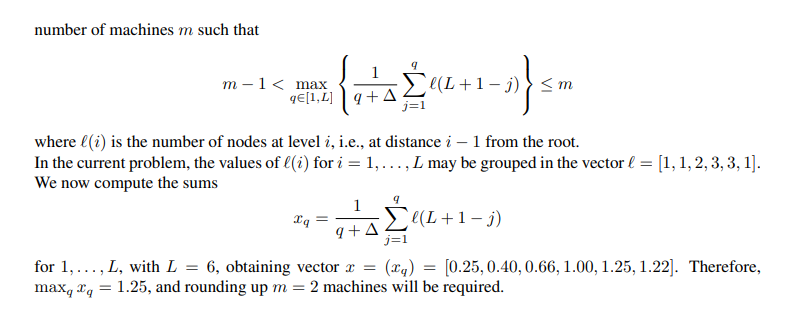 number of machines m such that
m − 1 < max_{q∈[1,L]} { 1/(q + Δ) ∑_{j=1}^{q} ℓ(L + 1 − j) } ≤ m
where ℓ(i) is the number of nodes at level i, i.e., at distance i − 1 from the root.
In the current problem, the values of ℓ(i) for i = 1, . . . , L may be grouped in the vector ℓ = [1, 1, 2, 3, 3, 1].
We now compute the sums
x_q = 1/(q + Δ) ∑_{j=1}^{q} ℓ(L + 1 − j)
for 1, . . . , L, with L = 6, obtaining vector x = (x_q) = [0.25, 0.40, 0.66, 1.00, 1.25, 1.22]. Therefore,
max_q x_q = 1.25, and rounding up m = 2 machines will be required.